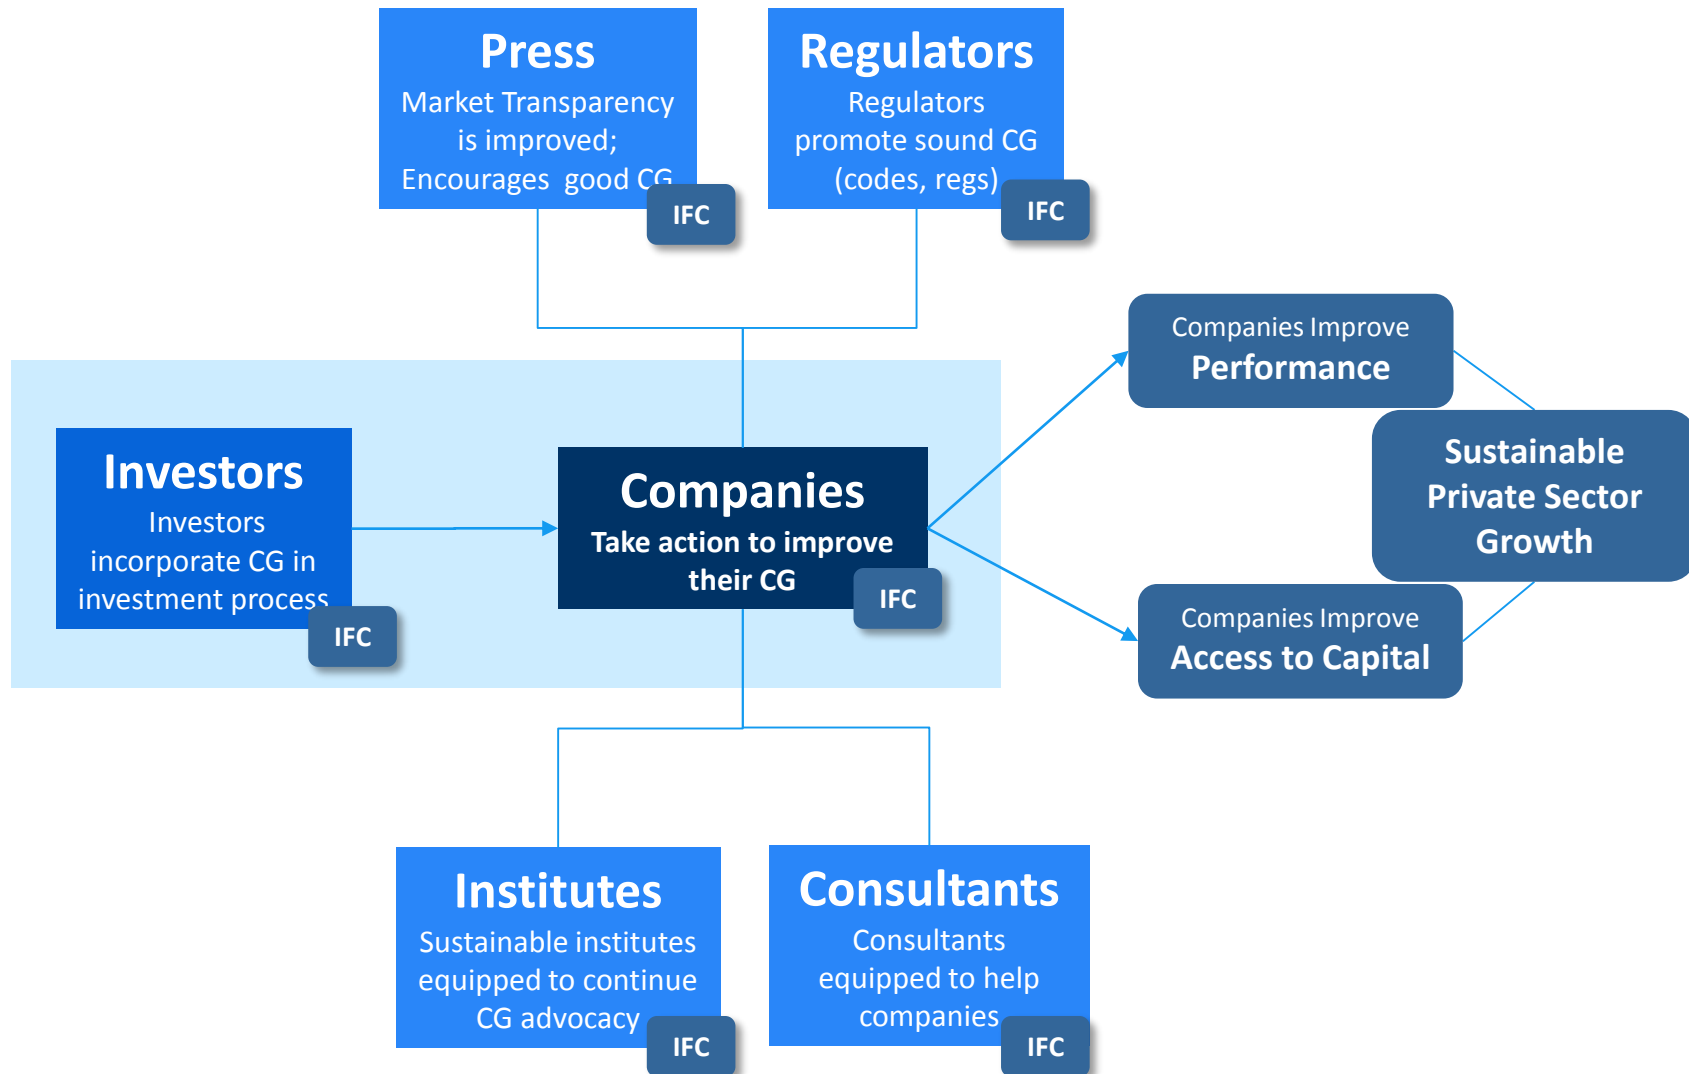 Press
Market Transparency
is improved;
Encourages good CG
IFC
Regulators
Regulators
promote sound CG
(codes, regs)
IFC
Investors
Investors
incorporate CG in
investment process
IFC
Companies
Take action to improve
their CG
IFC
Companies Improve
Performance
Sustainable
Private Sector
Growth
Companies Improve
Access to Capital
Institutes
Sustainable institutes
equipped to continue
CG advocacy
IFC
Consultants
Consultants
equipped to help
companies
IFC